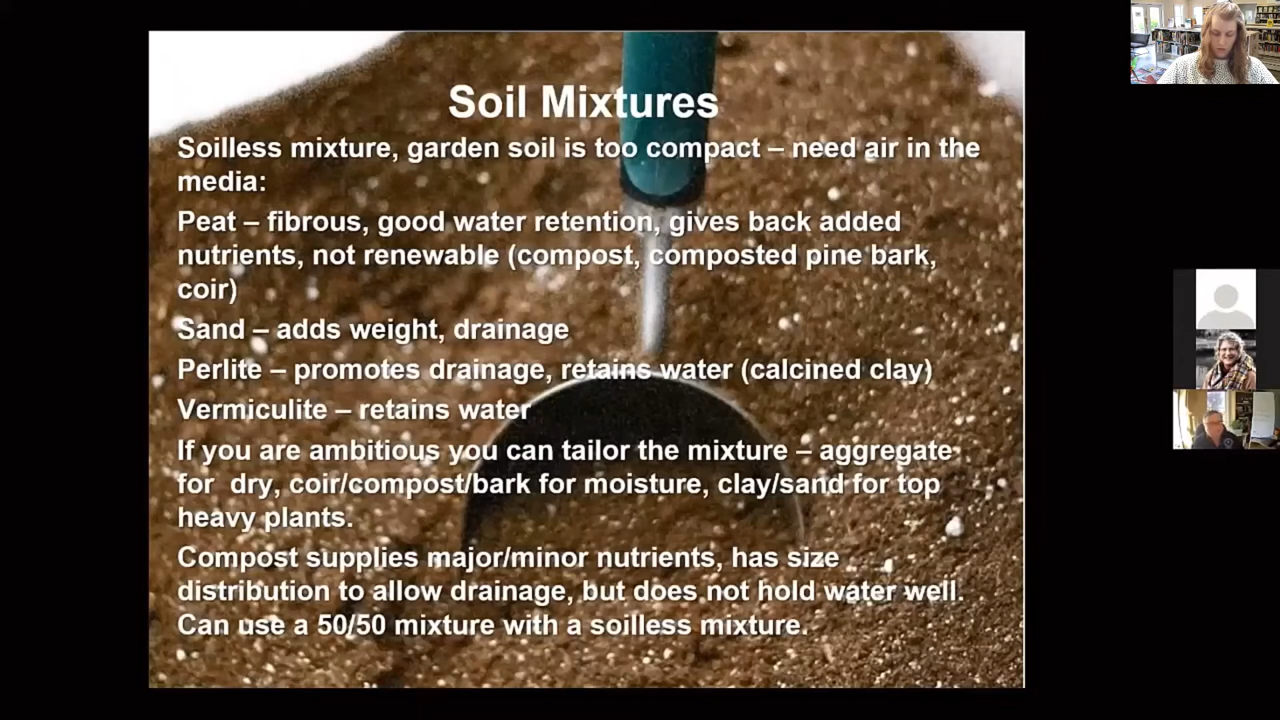 Soil Mixtures
Soilless mixture, garden soil is too compact – need air in the
media:
Peat – fibrous, good water retention, gives back added
nutrients, not renewable (compost, composted pine bark,
coir)
Sand – adds weight, drainage
Perlite – promotes drainage, retains water (calcined clay)
Vermiculite – retains water
If you are ambitious you can tailor the mixture – aggregate
for  dry, coir/compost/bark for moisture, clay/sand for top
heavy plants.
Compost supplies major/minor nutrients, has size
distribution to allow drainage, but does not hold water well.
Can use a 50/50 mixture with a soilless mixture.